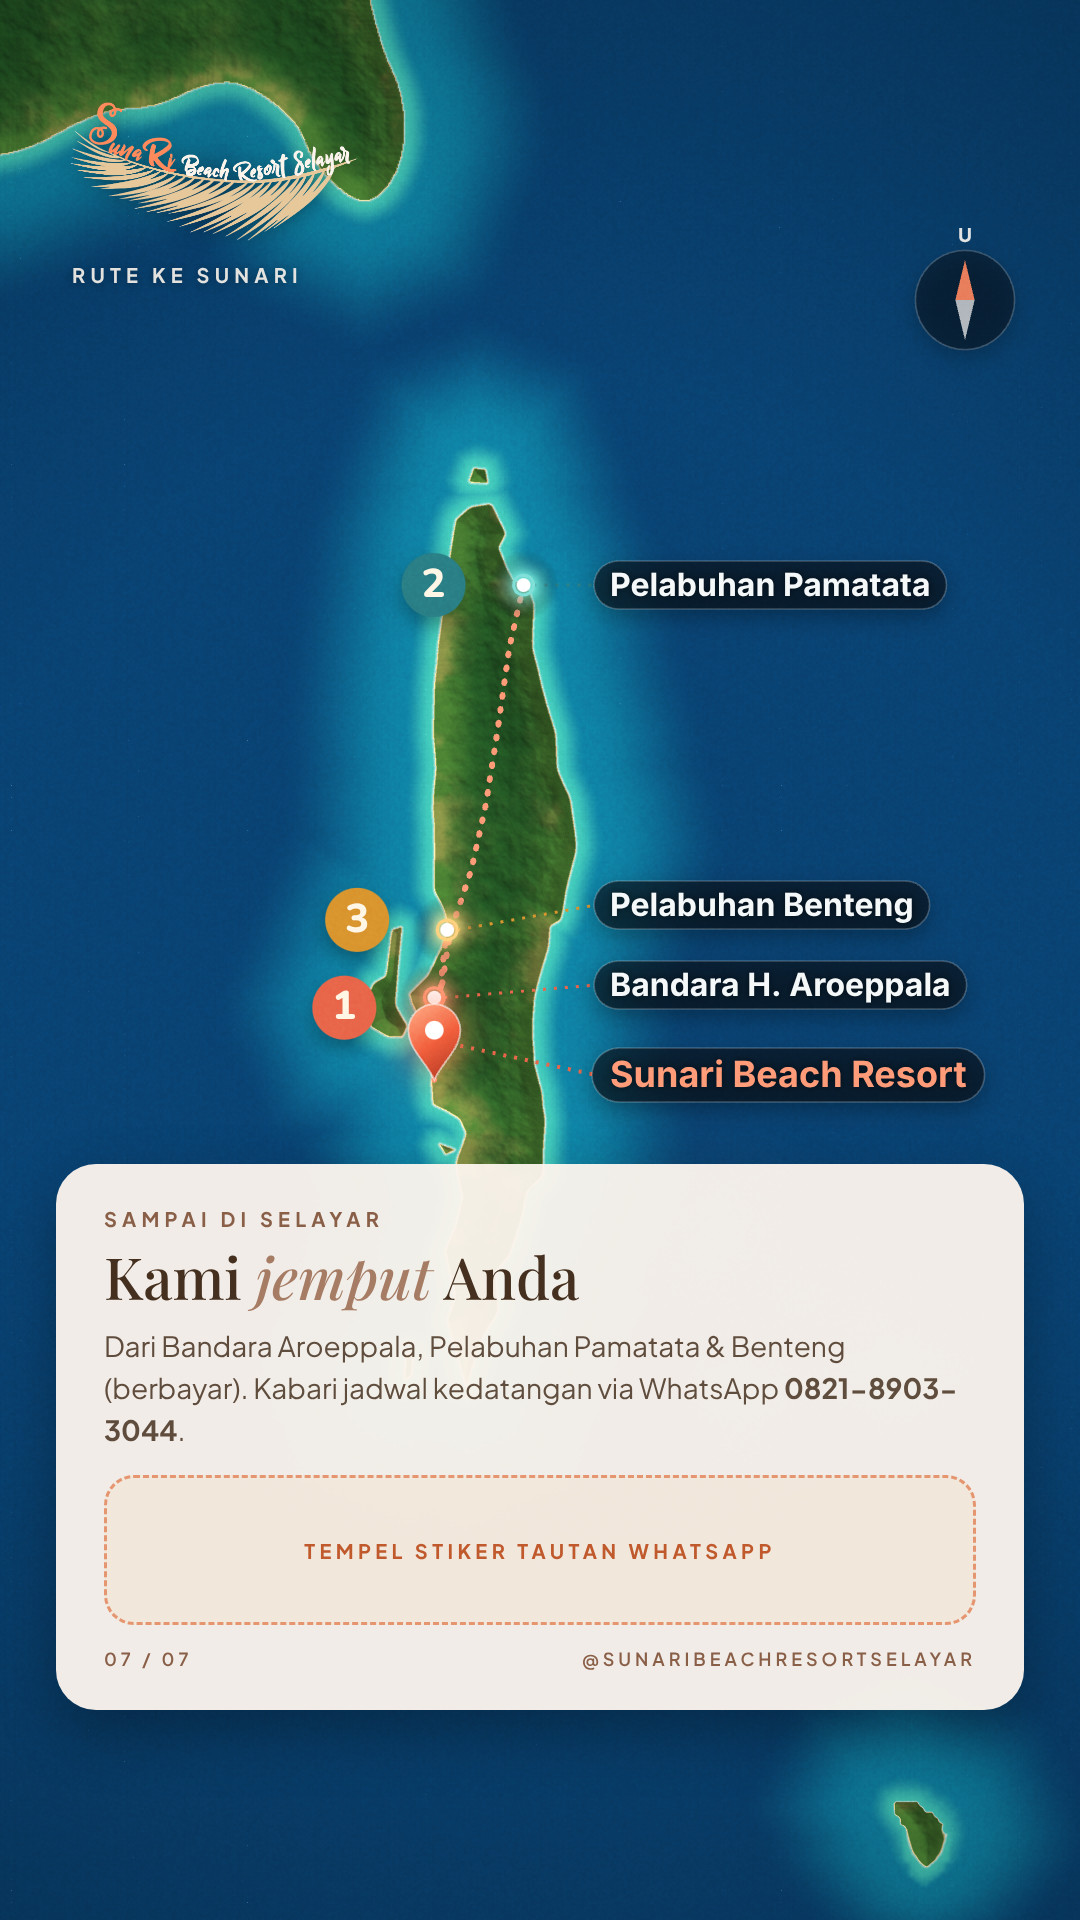 SunaRi Beach Resort Selayar
RUTE KE SUNARI
U
2
Pelabuhan Pamatata
3
Pelabuhan Benteng
1
Bandara H. Aroeppala
Sunari Beach Resort
SAMPAI DI SELAYAR
Kami jemput Anda
Dari Bandara Aroeppala, Pelabuhan Pamatata & Benteng
(berbayar). Kabari jadwal kedatangan via WhatsApp 0821-8903-
3044.
TEMPEL STIKER TAUTAN WHATSAPP
07 / 07
@SUNARIBEACHRESORTSELAYAR